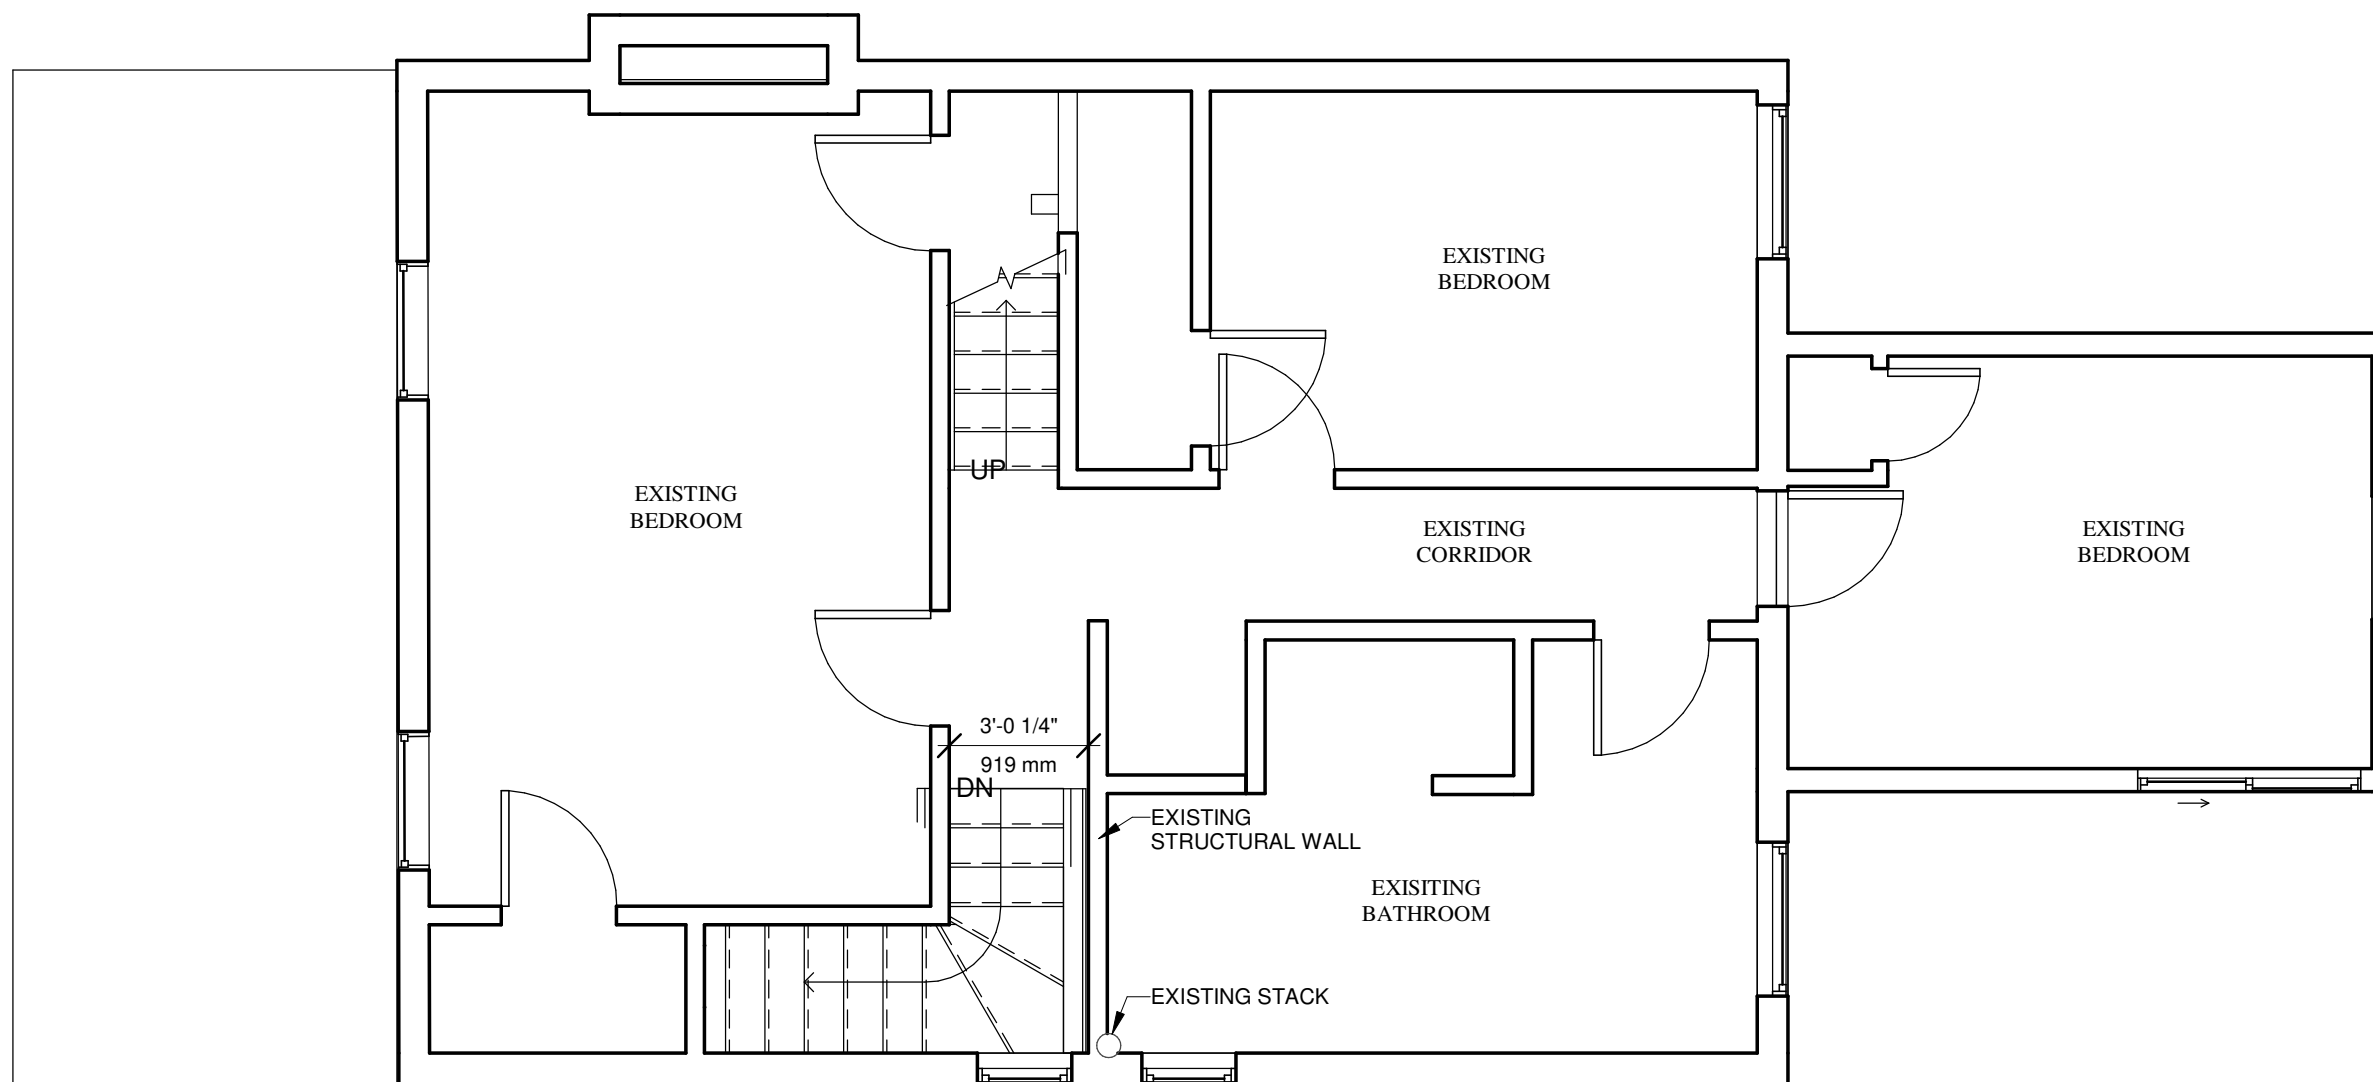 EXISTING
BEDROOM
UP
EXISTING
BEDROOM
EXISTING
CORRIDOR
EXISTING
BEDROOM
3'-0 1/4"
919 mm
DN
EXISTING
STRUCTURAL WALL
EXISITING
BATHROOM
EXISTING STACK